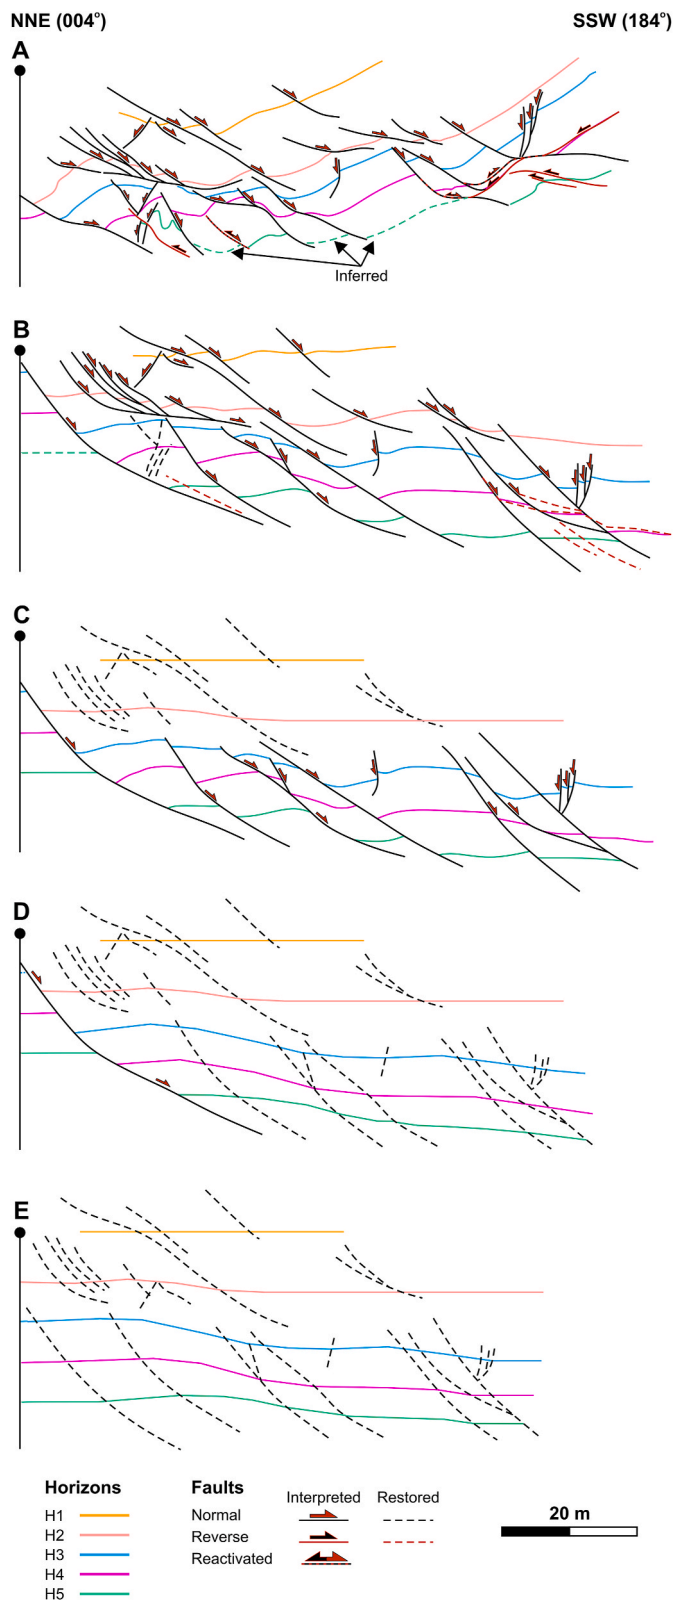 NNE (004°) SSW (184°)
A
Inferred
B
C
D
E
Horizons
H1
H2
H3
H4
H5
Faults
Interpreted Restored
Normal
Reverse
Reactivated
20 m